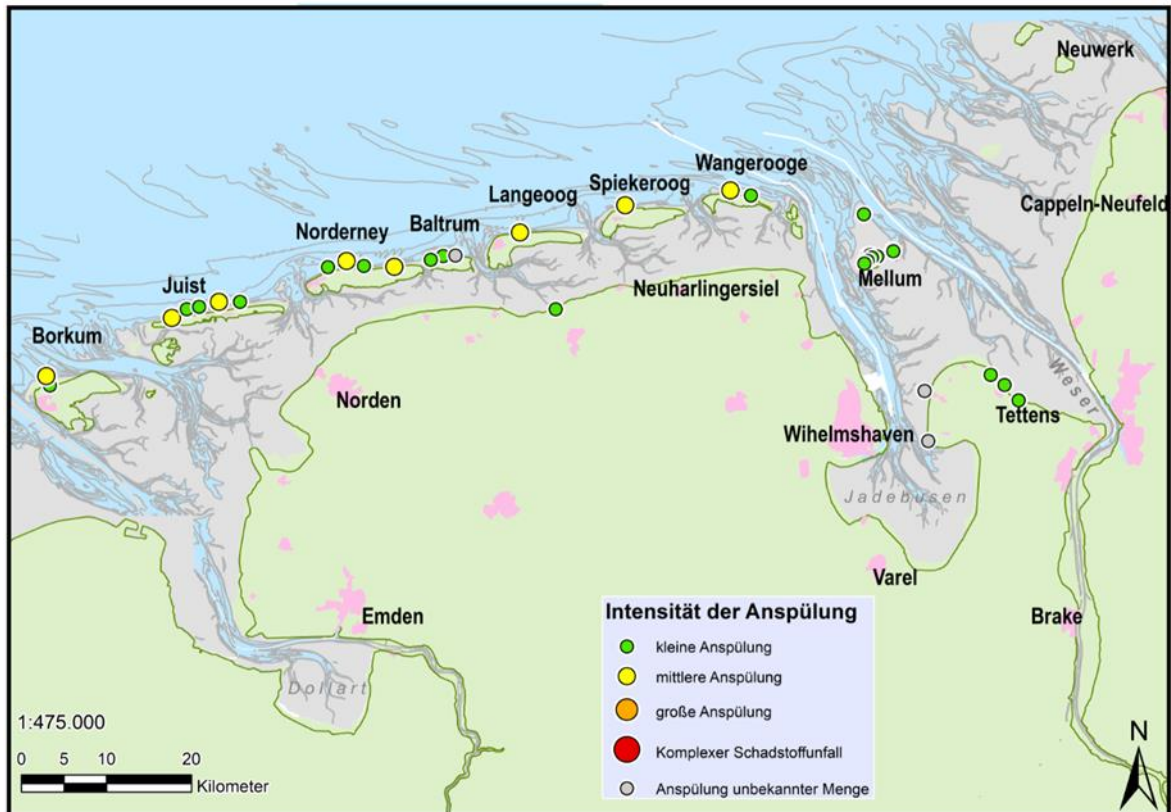 Neuwerk
Wangerooge
Spiekeroog
Langeoog
Cappeln-Neufeld
Baltrum
Norderney
Mellum
Juist
Neuharlingersiel
Borkum
Weser
Norden
Tettens
Wihelmshaven
Jadebusen
Varel
Emden
Brake
Dollart
Intensität der Anspülung
kleine Anspülung
mittlere Anspülung
große Anspülung
Komplexer Schadstoffunfall
Anspülung unbekannter Menge
1:475.000
0 5 10 20
Kilometer
N